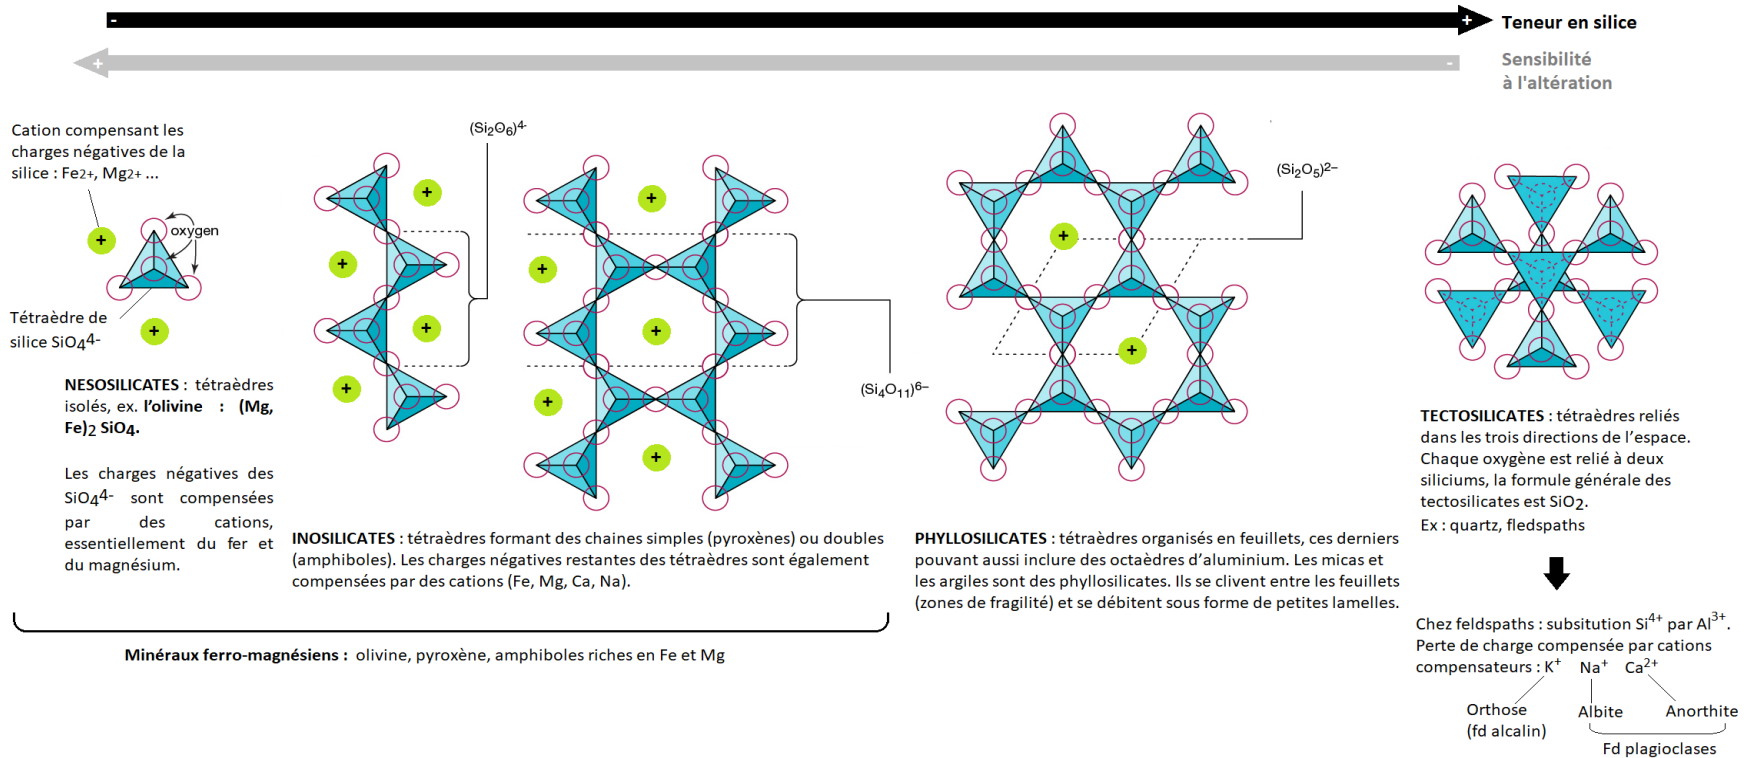 - + Teneur en silice
+ - Sensibilité
à l'altération
Cation compensant les
charges négatives de la
silice : Fe2+, Mg2+ ...
oxygen
+
+
Tétraèdre de
silice SiO₄⁴⁻
NESOSILICATES : tétraèdres
isolés, ex. l'olivine : (Mg,
Fe)₂ SiO₄.
Les charges négatives des
SiO₄⁴⁻ sont compensées
par des cations,
essentiellement du fer et
du magnésium.
(Si₂O₆)⁴⁻
+
+
+
+
+
+
+
+
+
+
(Si₄O₁₁)⁶⁻
INOSILICATES : tétraèdres formant des chaines simples (pyroxènes) ou doubles
(amphiboles). Les charges négatives restantes des tétraèdres sont également
compensées par des cations (Fe, Mg, Ca, Na).
Minéraux ferro-magnésiens : olivine, pyroxène, amphiboles riches en Fe et Mg
(Si₂O₅)²⁻
+
+
PHYLLOSILICATES : tétraèdres organisés en feuillets, ces derniers
pouvant aussi inclure des octaèdres d'aluminium. Les micas et
les argiles sont des phyllosilicates. Ils se clivent entre les feuillets
(zones de fragilité) et se débitent sous forme de petites lamelles.
TECTOSILICATES : tétraèdres reliés
dans les trois directions de l'espace.
Chaque oxygène est relié à deux
siliciums, la formule générale des
tectosilicates est SiO₂.
Ex : quartz, fledspaths
Chez feldspaths : subsitution Si⁴⁺ par Al³⁺.
Perte de charge compensée par cations
compensateurs : K⁺ Na⁺ Ca²⁺
Orthose Albite Anorthite
(fd alcalin)
Fd plagioclases